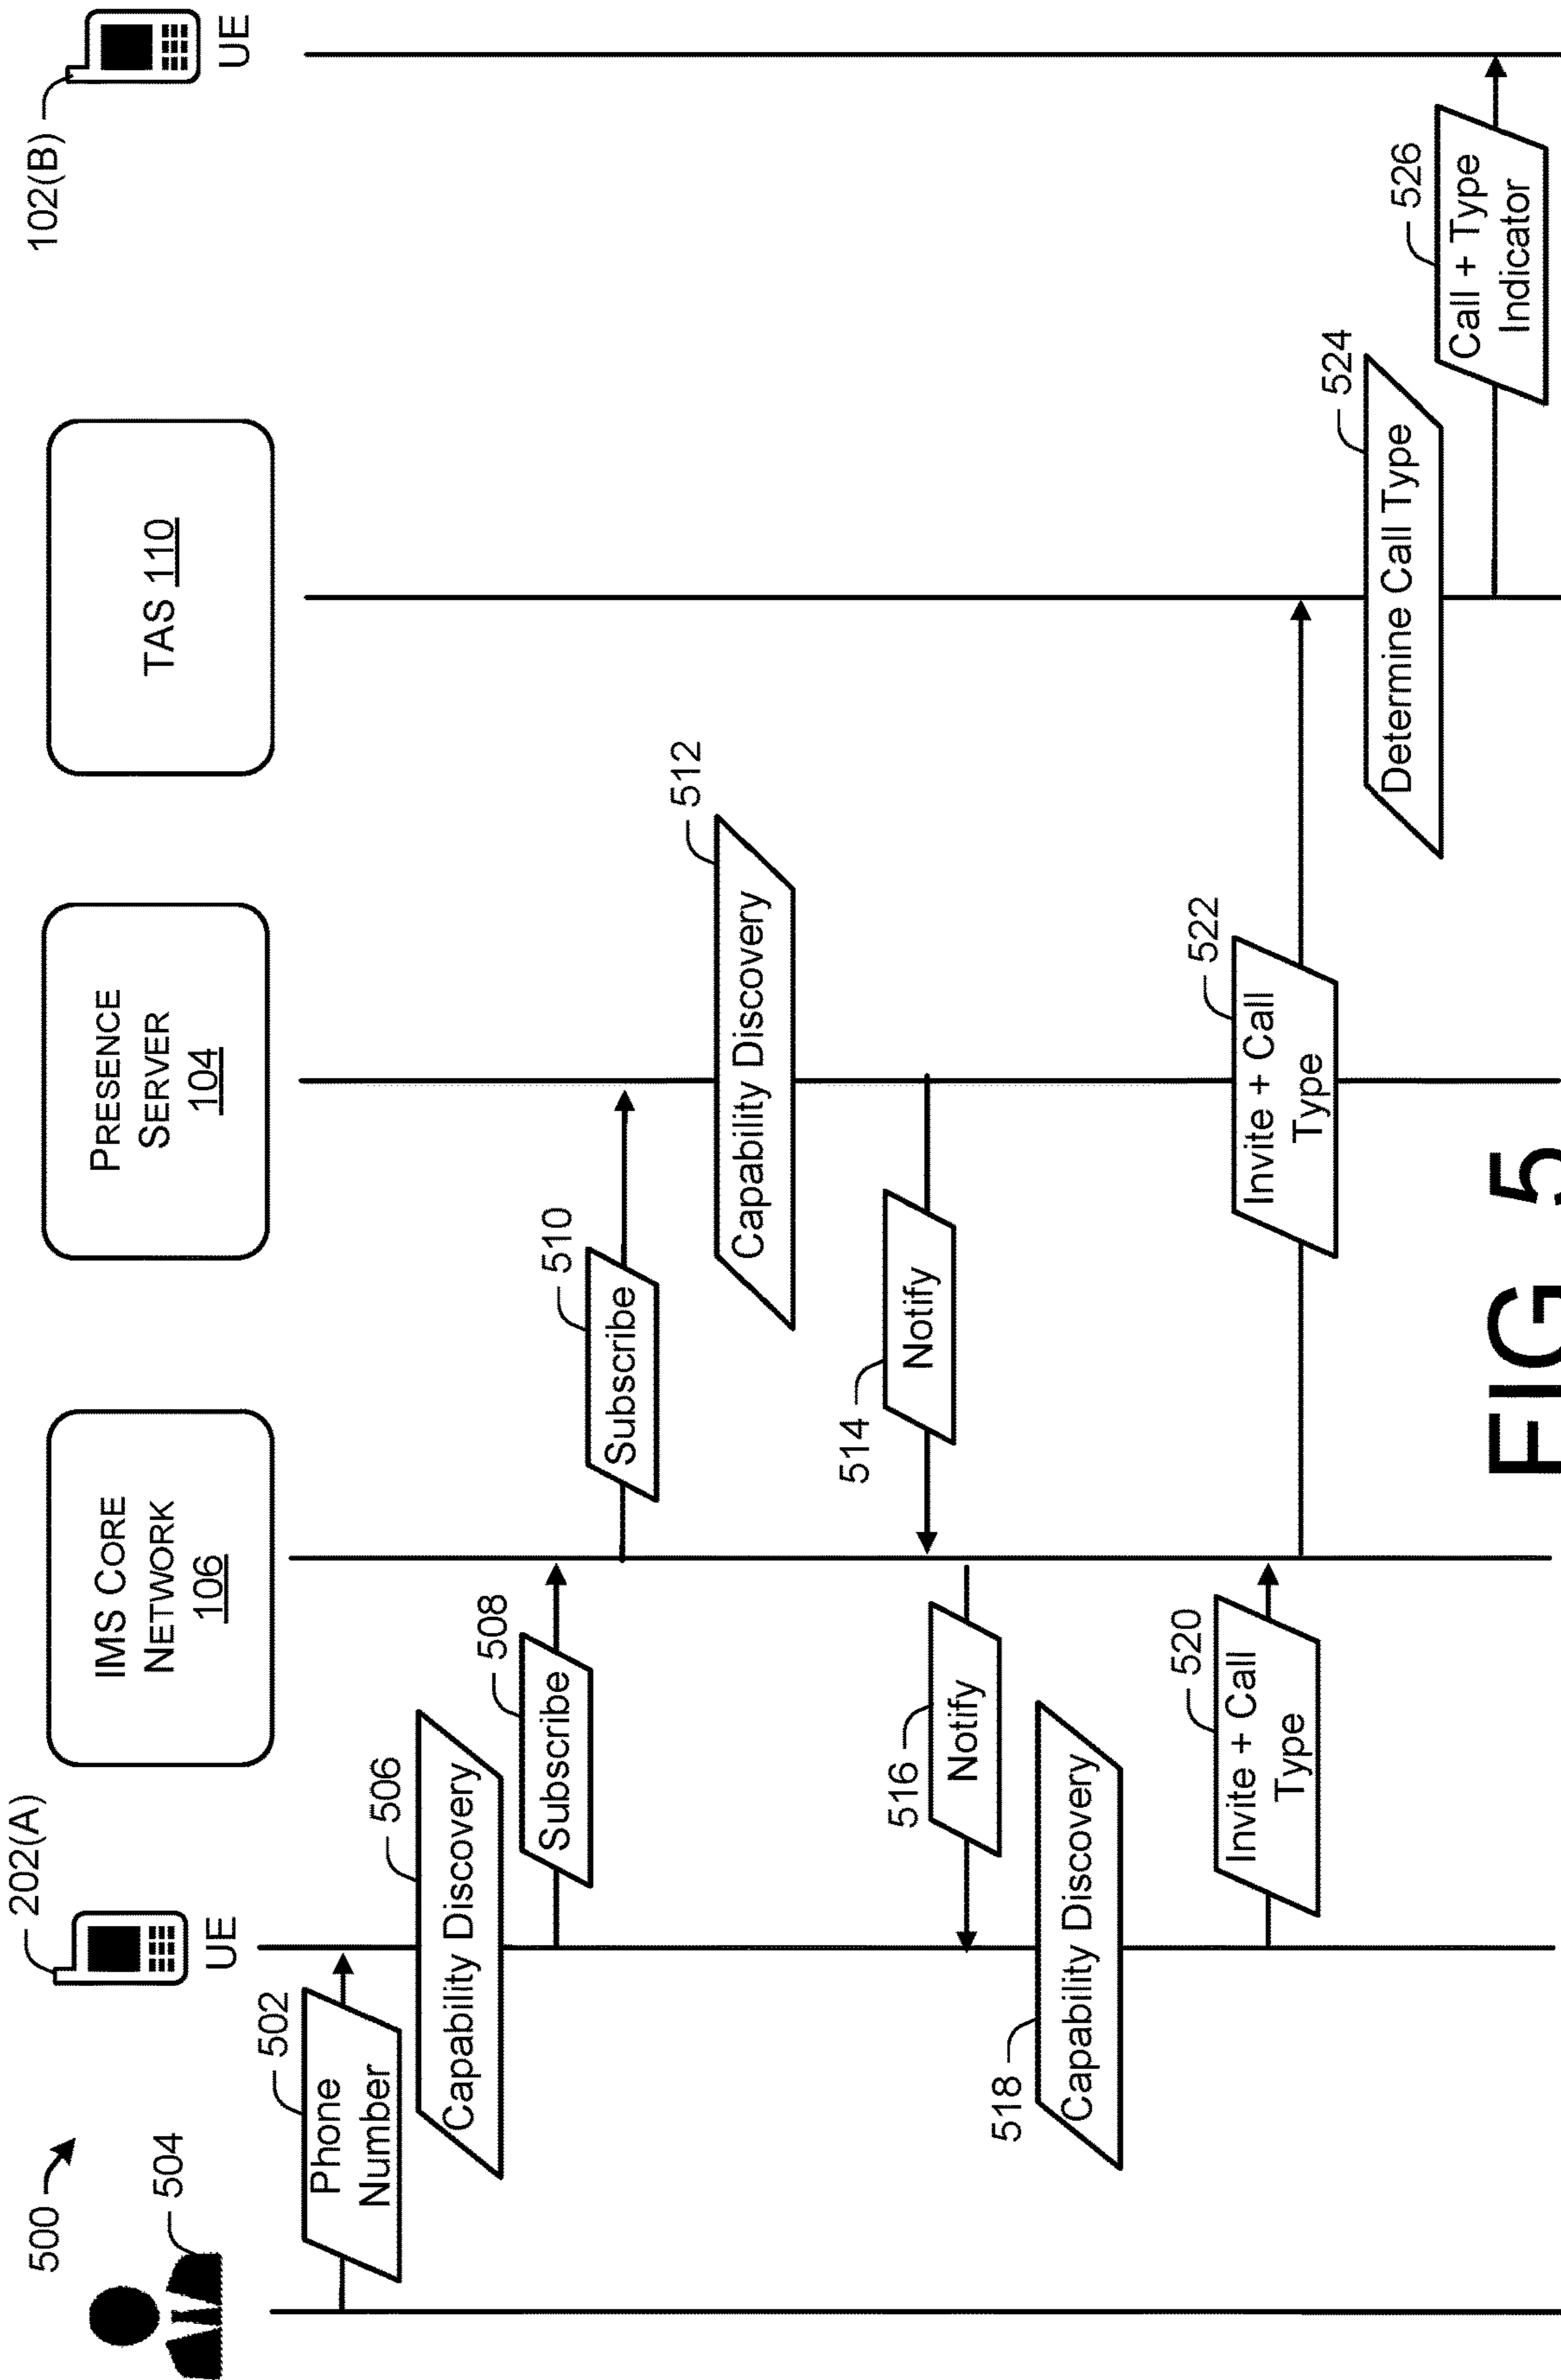 500
504
202(A)
UE
IMS CORE
NETWORK
106
PRESENCE
SERVER
104
TAS 110
102(B)
UE
502
Phone
Number
506
Capability Discovery
508
Subscribe
510
Subscribe
512
Capability Discovery
514
Notify
516
Notify
518
Capability Discovery
520
Invite + Call
Type
522
Invite + Call
Type
524
Determine Call Type
526
Call + Type
Indicator
FIG. 5